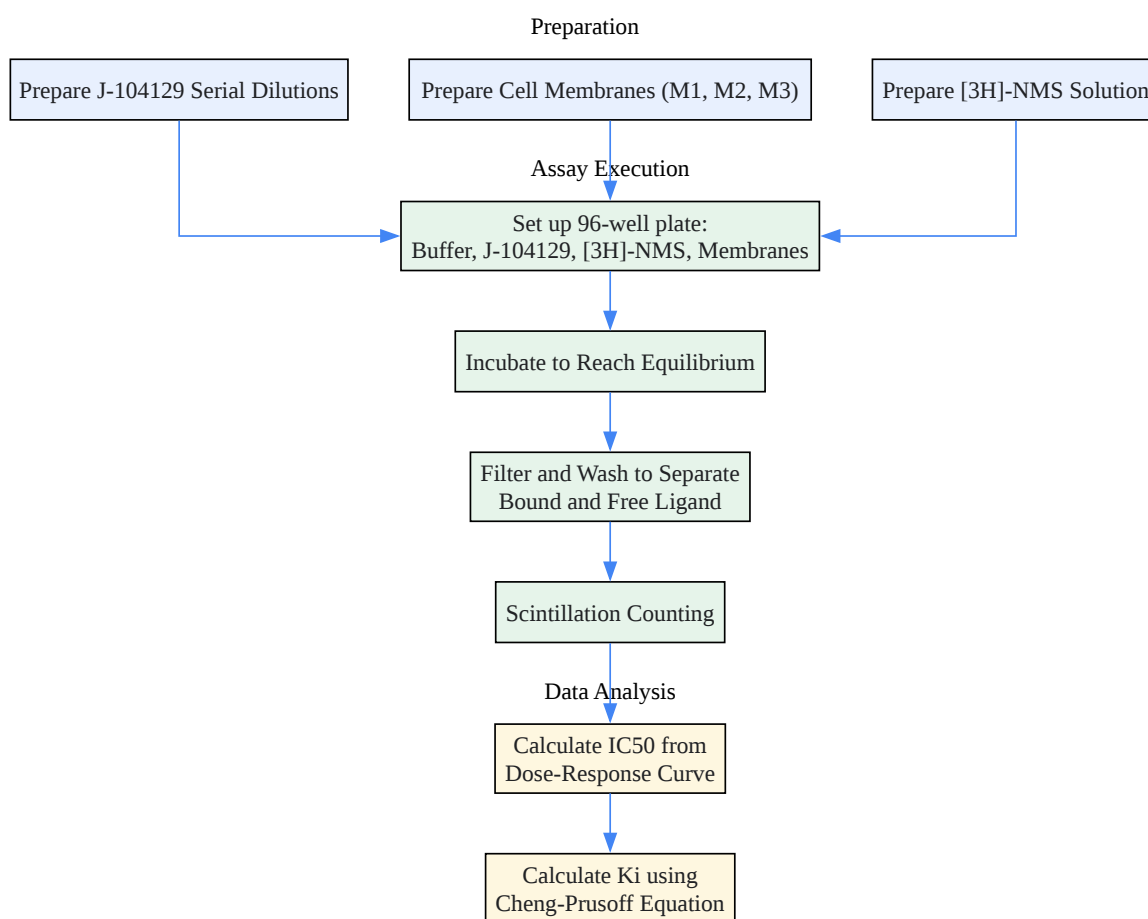 Preparation
Prepare J-104129 Serial Dilutions
Prepare Cell Membranes (M1, M2, M3)
Prepare [3H]-NMS Solution
Assay Execution
Set up 96-well plate:
Buffer, J-104129, [3H]-NMS, Membranes
Incubate to Reach Equilibrium
Filter and Wash to Separate
Bound and Free Ligand
Scintillation Counting
Data Analysis
Calculate IC50 from
Dose-Response Curve
Calculate Ki using
Cheng-Prusoff Equation